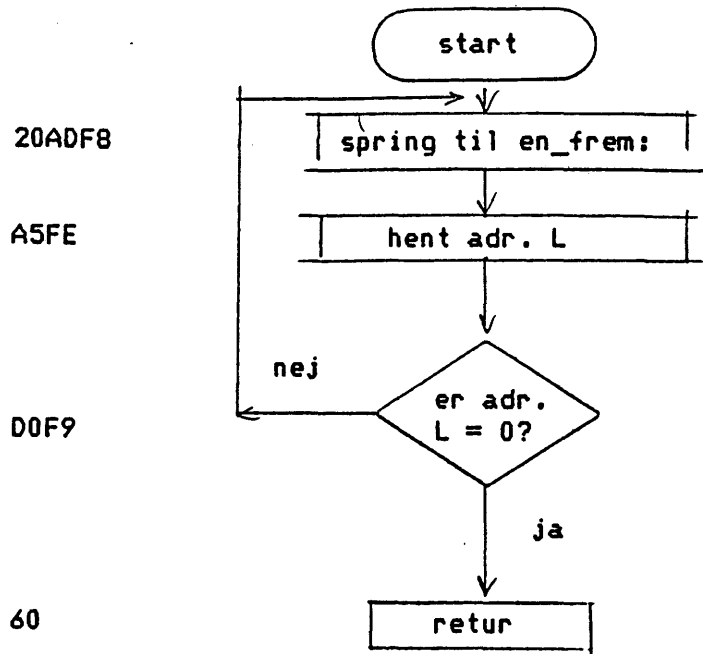 start
20ADF8 spring til en_frem:
A5FE hent adr. L
nej
er adr.
D0F9 L = 0?
ja
60 retur